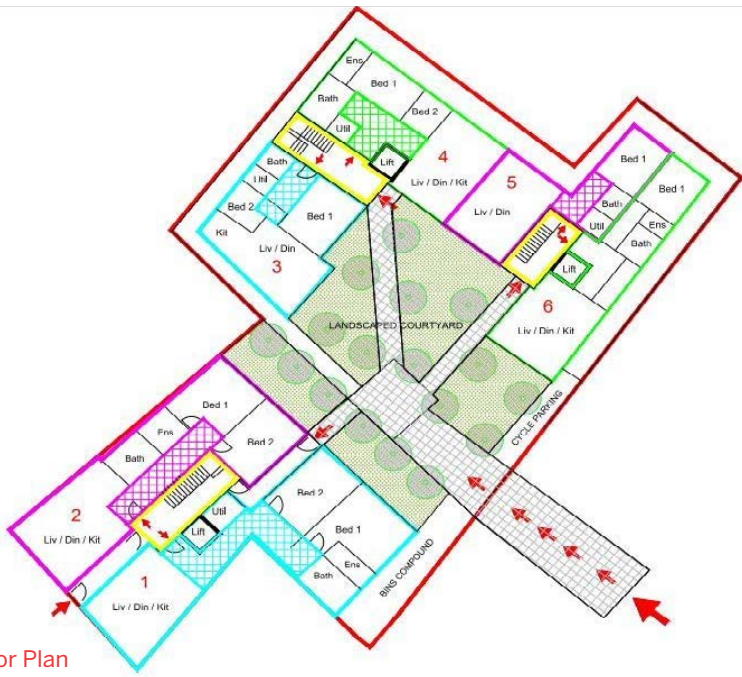 Ens
Bed 1
Bath
Bed 2
Util
Lift
4
Liv / Din / Kit
5
Liv / Din
Bed 1
Bed 1
Bath
Util
Ens
Bath
Lift
6
Liv / Din / Kit
Bath
Util
Bed 2
Bed 1
Kit
Liv / Din
3
LANDSCAPED COURTYARD
CYCLE PARKING
Bed 1
Ens
Bed 2
Bath
2
Liv / Din / Kit
Util
Lift
Bed 2
Bed 1
Ens
Bath
1
Liv / Din / Kit
BINS COMPOUND
or Plan